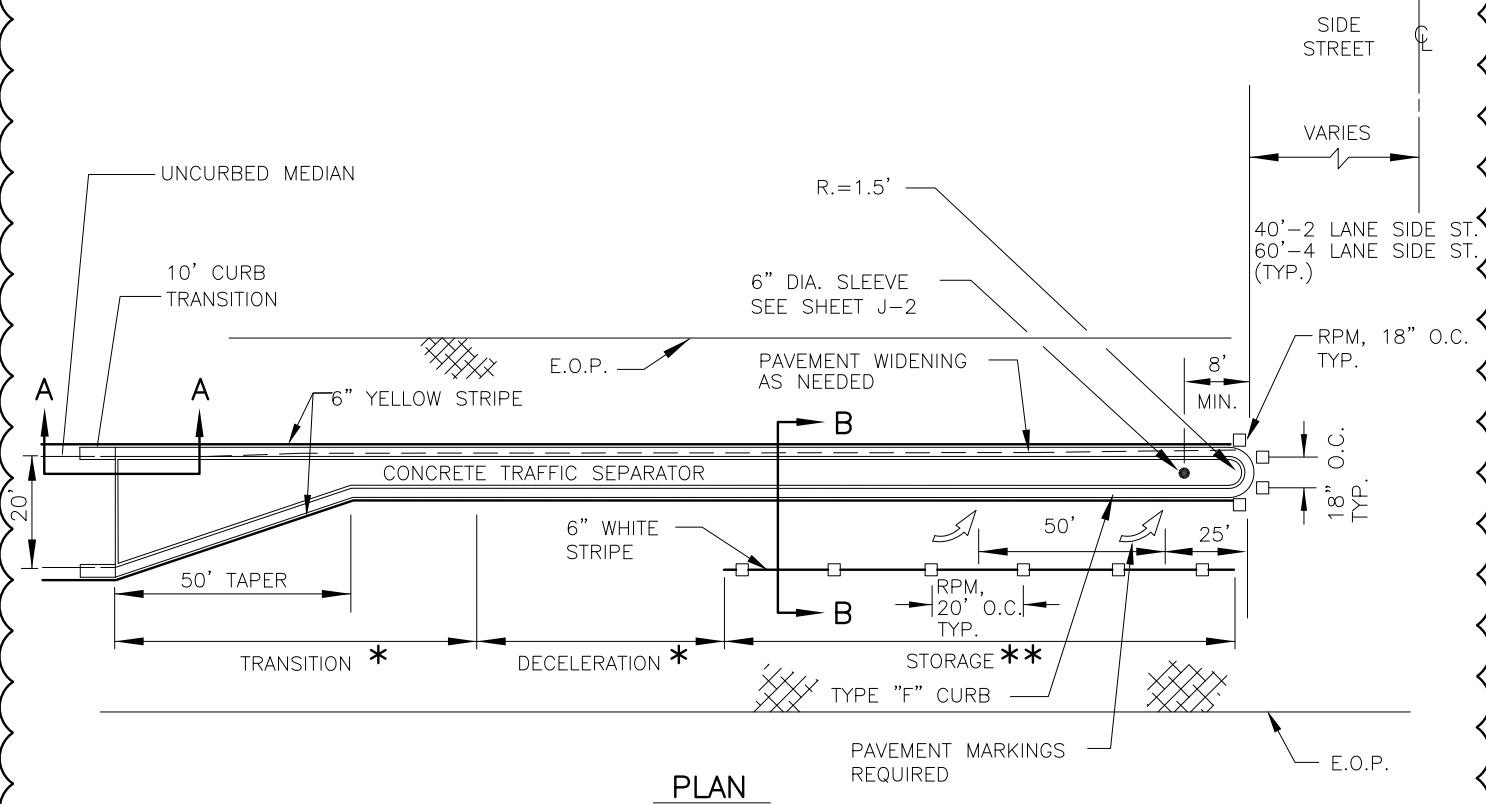 SIDE
STREET
CL
VARIES
UNCURBED MEDIAN
R.=1.5'
40'-2 LANE SIDE ST.
60'-4 LANE SIDE ST.
(TYP.)
10' CURB
TRANSITION
6" DIA. SLEEVE
SEE SHEET J-2
RPM, 18" O.C.
TYP.
E.O.P.
PAVEMENT WIDENING
AS NEEDED
8'
MIN.
A
A
6" YELLOW STRIPE
B
CONCRETE TRAFFIC SEPARATOR
18" O.C.
TYP.
20'
6" WHITE
STRIPE
50'
25'
50' TAPER
RPM,
20' O.C.
TYP.
B
TRANSITION *
DECELERATION *
STORAGE **
TYPE "F" CURB
PAVEMENT MARKINGS
REQUIRED
E.O.P.
PLAN